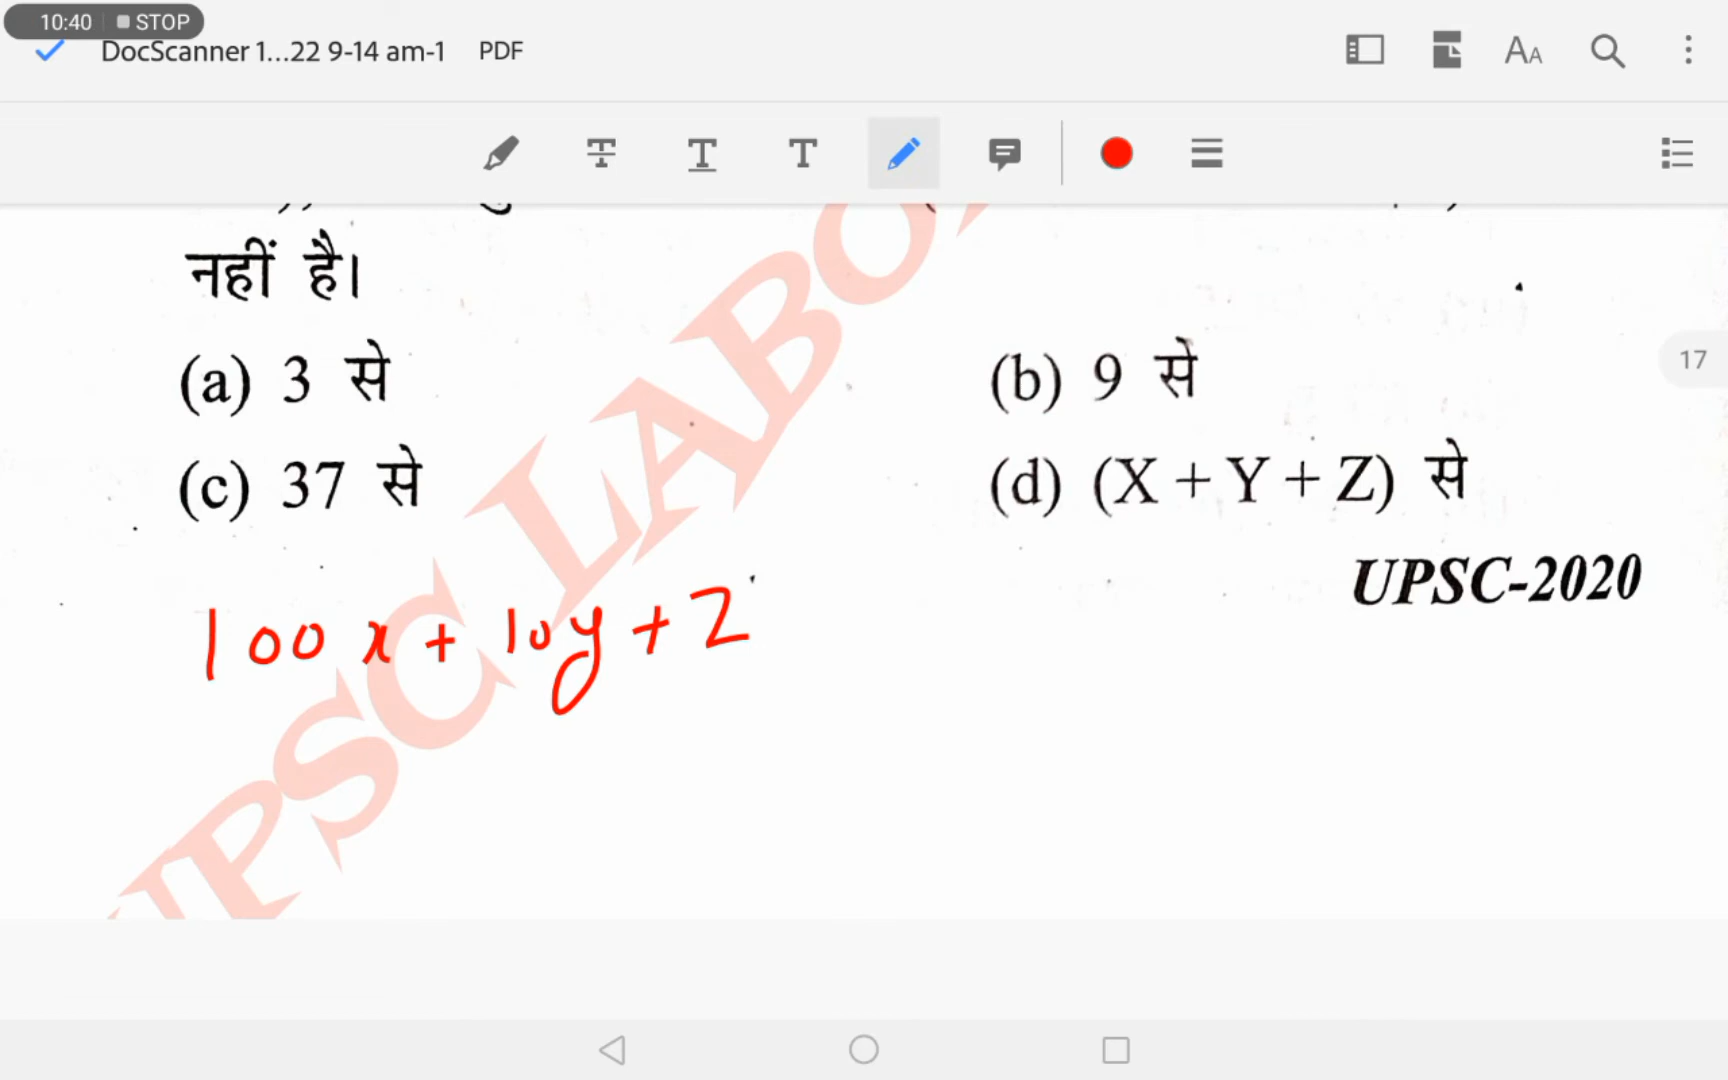 10:40 STOP
DocScanner 1...22 9-14 am-1 PDF
नहीं है।
17
(a) 3 से (b) 9 से
(c) 37 से (d) (X + Y + Z) से
UPSC-2020
100x + 10y + Z
UPSC LABO